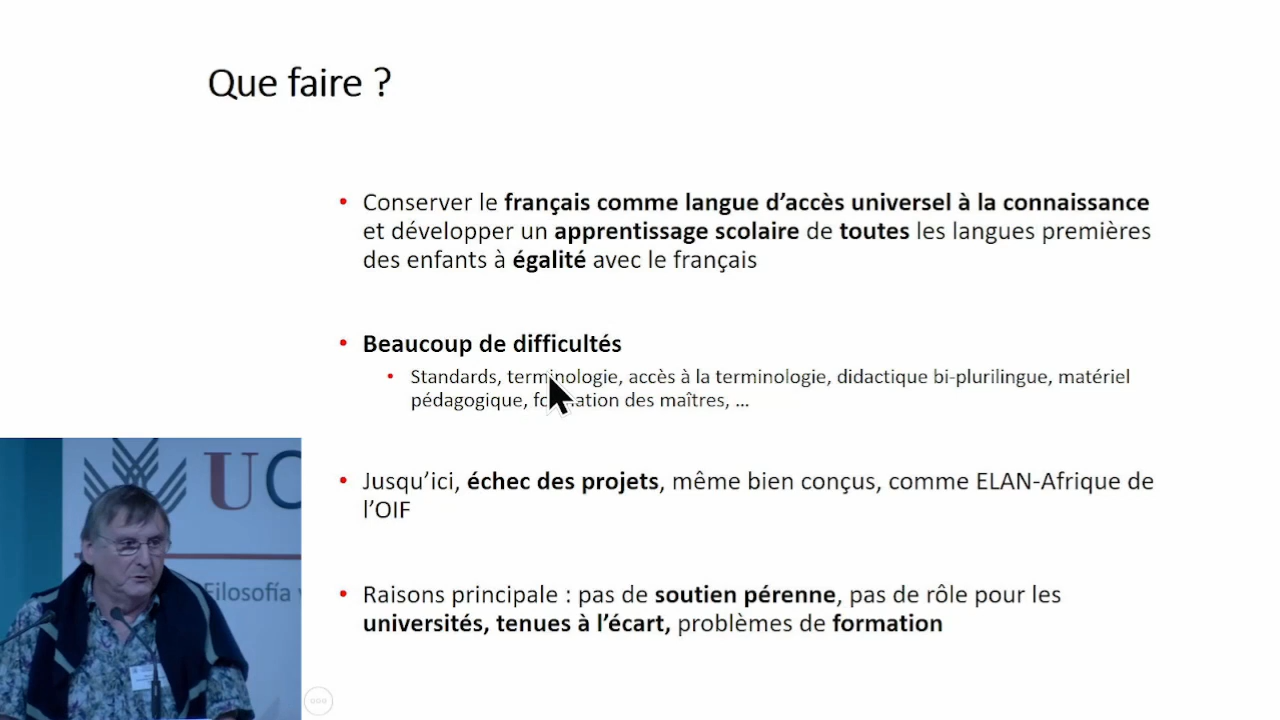 Que faire ?
• Conserver le français comme langue d’accès universel à la connaissance
et développer un apprentissage scolaire de toutes les langues premières
des enfants à égalité avec le français
• Beaucoup de difficultés
• Standards, terminologie, accès à la terminologie, didactique bi-plurilingue, matériel
pédagogique, formation des maîtres, ...
• Jusqu’ici, échec des projets, même bien conçus, comme ELAN-Afrique de
l’OIF
• Raisons principale : pas de soutien pérenne, pas de rôle pour les
universités, tenues à l’écart, problèmes de formation
Filosofía